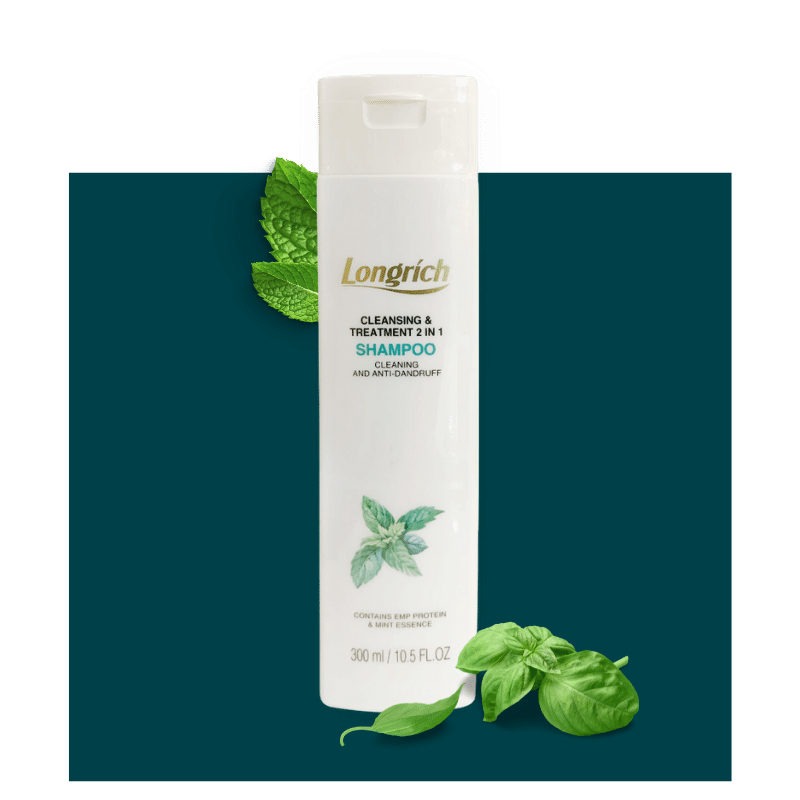 Longrích
CLEANSING &
TREATMENT 2 IN 1
SHAMPOO
CLEANING
AND ANTI-DANDRUFF
CONTAINS EMP PROTEIN
& MINT ESSENCE
300 ml / 10.5 FL.OZ